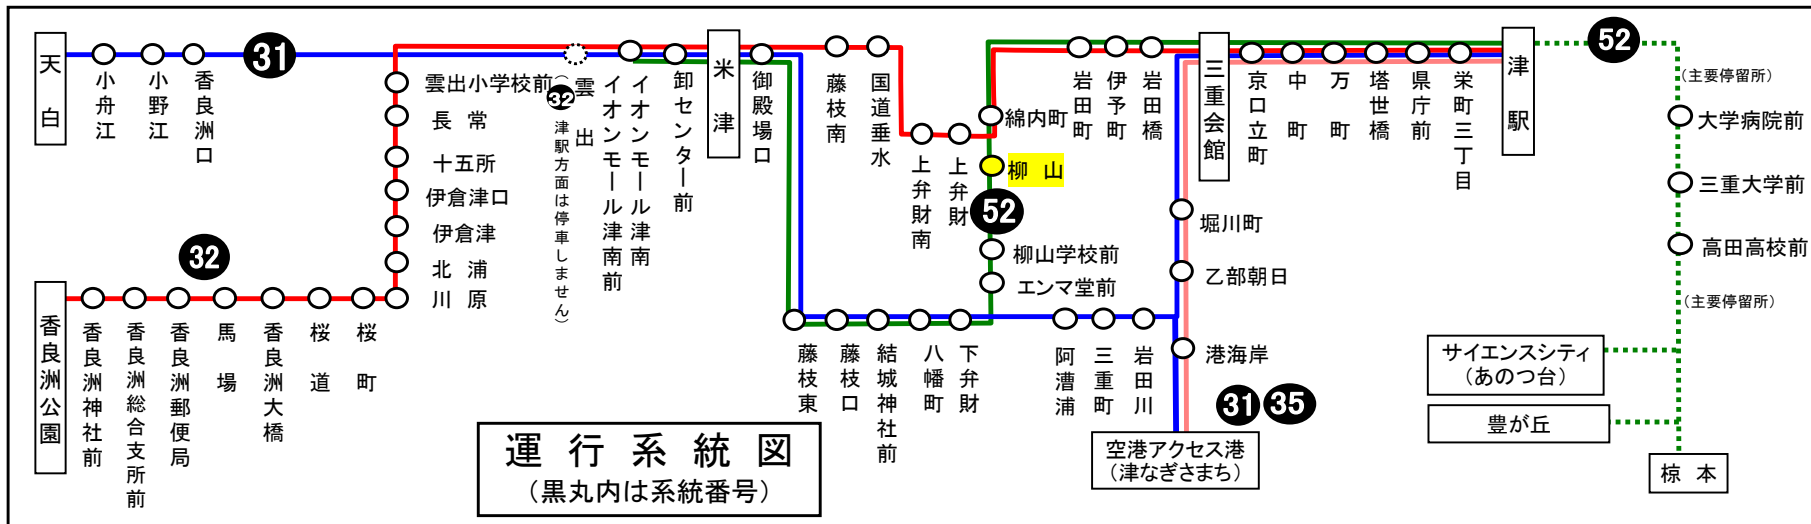 天白
小舟江
小野江
香良洲口
31
雲出小学校前
長常
十五所
伊倉津口
伊倉津
北浦
川原
32
香良洲公園
香良洲神社前
香良洲総合支所前
香良洲郵便局
馬場
香良洲大橋
桜道
桜町
雲出
（32津駅方面は停車しません）
イオンモール津南前
イオンモール津南
卸センター前
米津
御殿場口
藤枝南
国道垂水
上弁財南
上弁財
綿内町
柳山
52
柳山学校前
エンマ堂前
藤枝東
藤枝口
結城神社前
八幡町
下弁財
阿漕浦
三重町
岩田川
岩田町
伊予町
岩田橋
三重会館
京口立町
中町
万町
塔世橋
県庁前
栄町三丁目
津駅
堀川町
乙部朝日
港海岸
31 35
空港アクセス港
（津なぎさまち）
52
（主要停留所）
大学病院前
三重大学前
高田高校前
（主要停留所）
サイエンスシティ
（あのつ台）
豊が丘
椋本
運行系統図
（黒丸内は系統番号）